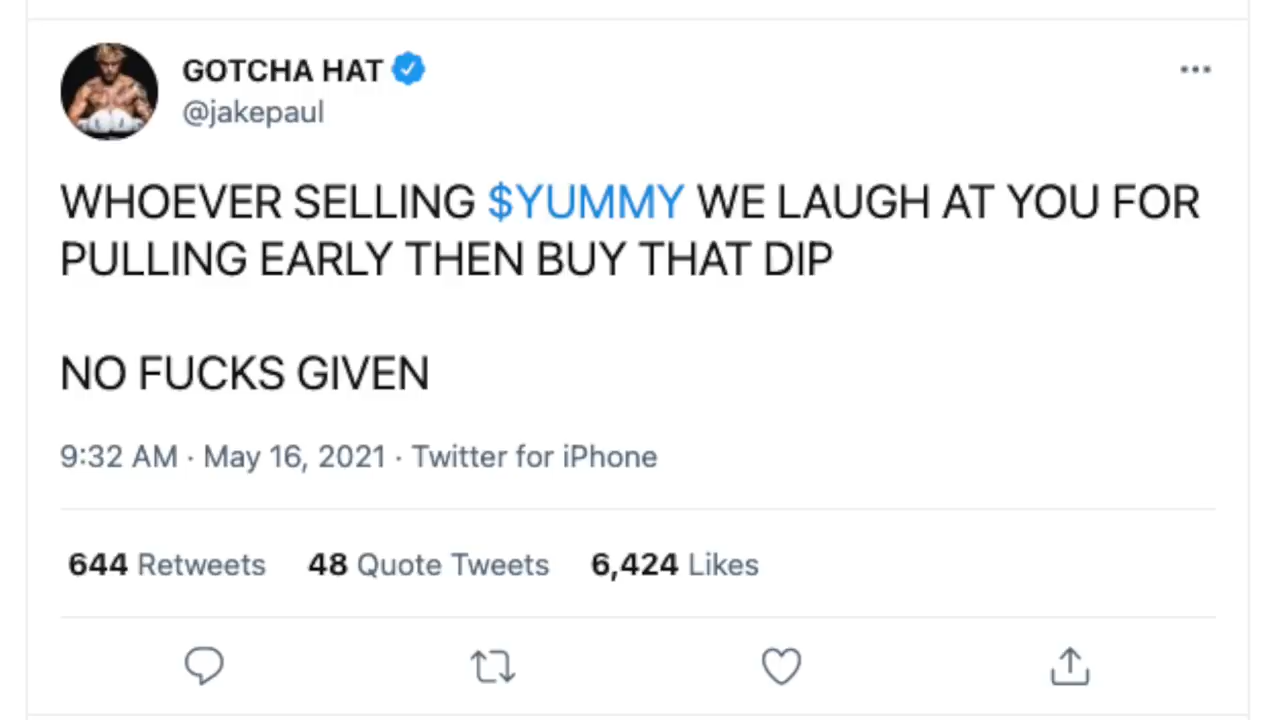 GOTCHA HAT
@jakepaul
WHOEVER SELLING $YUMMY WE LAUGH AT YOU FOR
PULLING EARLY THEN BUY THAT DIP
NO FUCKS GIVEN
9:32 AM · May 16, 2021 · Twitter for iPhone
644 Retweets 48 Quote Tweets 6,424 Likes